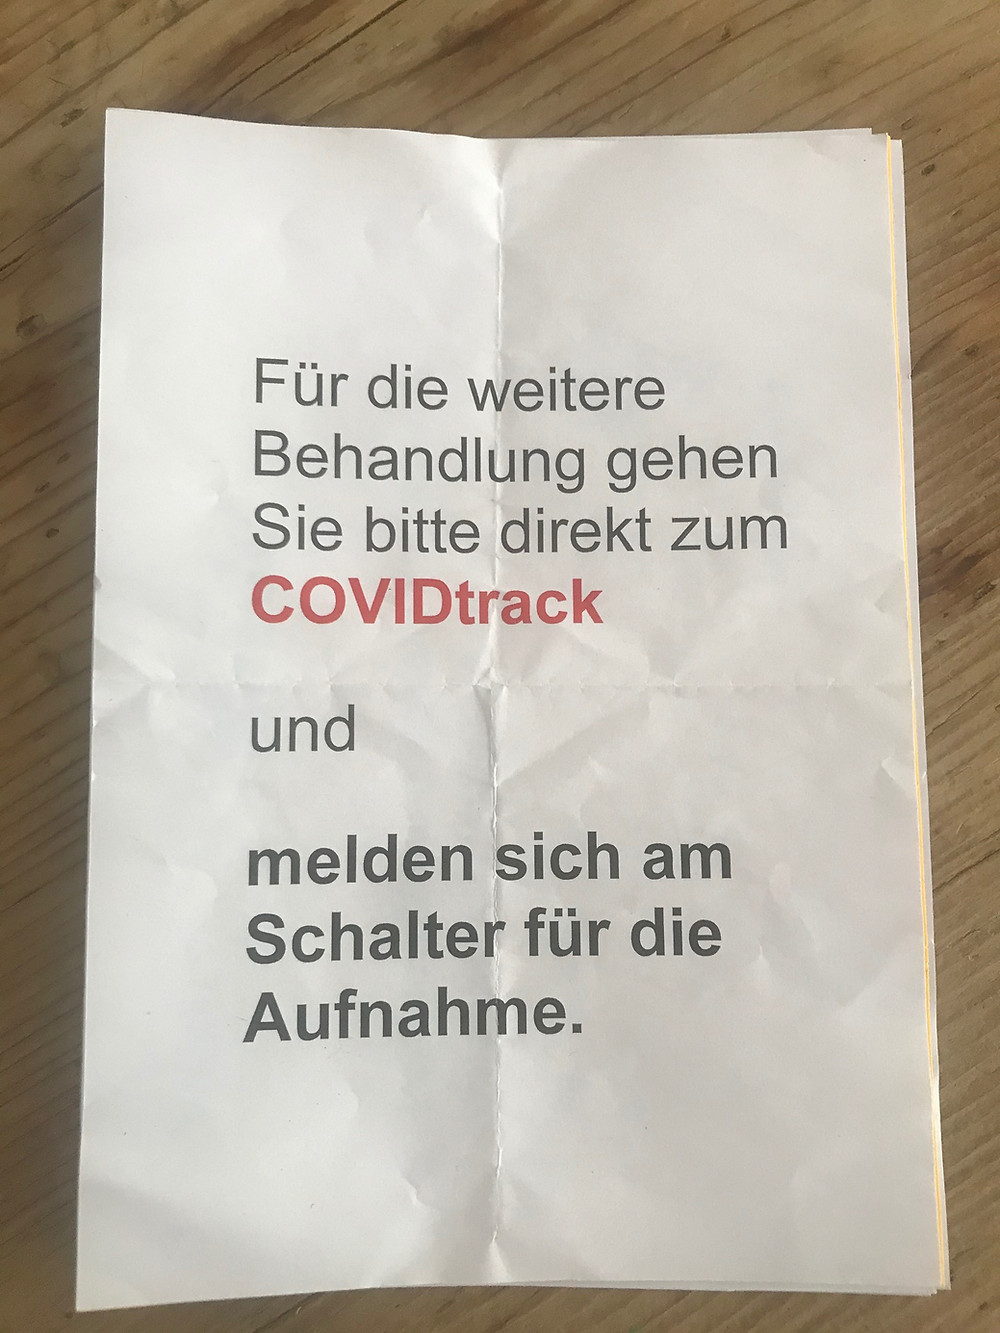 Für die weitere
Behandlung gehen
Sie bitte direkt zum
COVIDtrack
und
melden sich am
Schalter für die
Aufnahme.